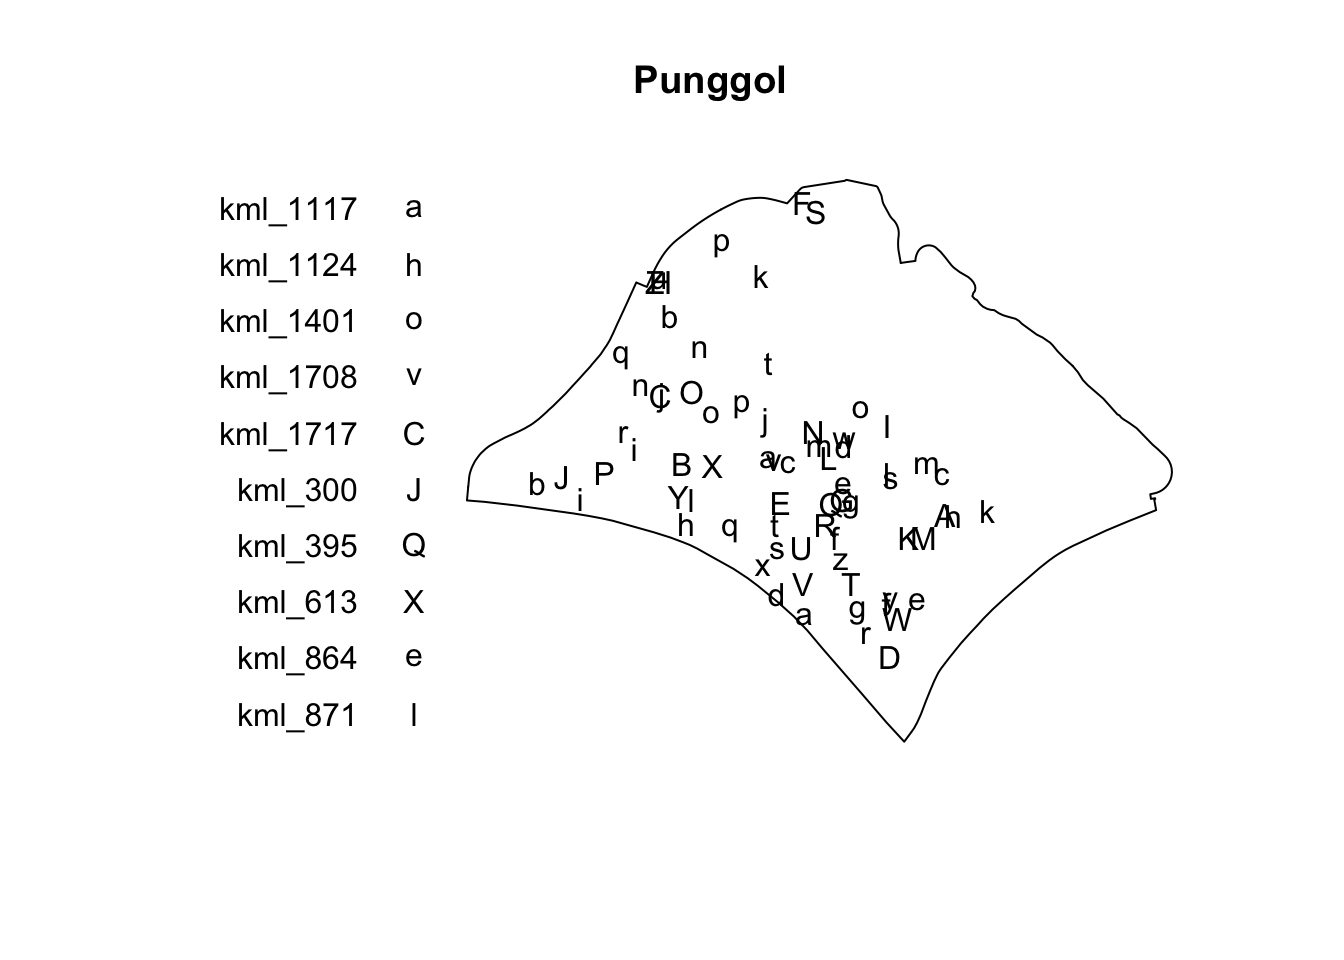 Punggol
kml_1117 a
kml_1124 h
kml_1401 o
kml_1708 v
kml_1717 C
kml_300 J
kml_395 Q
kml_613 X
kml_864 e
kml_871 l
F S
p
k
H
b
n
q
t
n C j O
o p
o
j
r
i
N m
w
d
l
B X
a v c
L
m c
P
b J i
e
s
Y l
E
Q G g
h q
t
R
f
A h k
K M
s U
z
x
d V
a
T
g
r
e
W
D